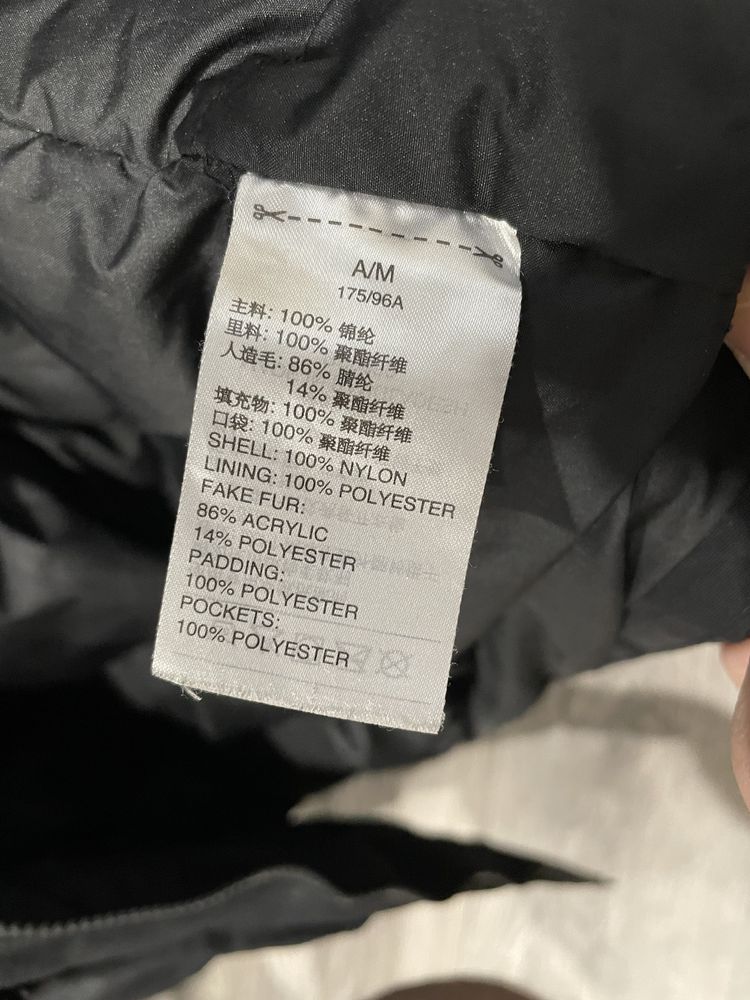 A/M
175/96A
主料: 100% 锦纶
里料: 100% 聚酯纤维
人造毛: 86% 腈纶
14% 聚酯纤维
填充物: 100% 聚酯纤维
口袋: 100% 聚酯纤维
SHELL: 100% NYLON
LINING: 100% POLYESTER
FAKE FUR:
86% ACRYLIC
14% POLYESTER
PADDING:
100% POLYESTER
POCKETS:
100% POLYESTER